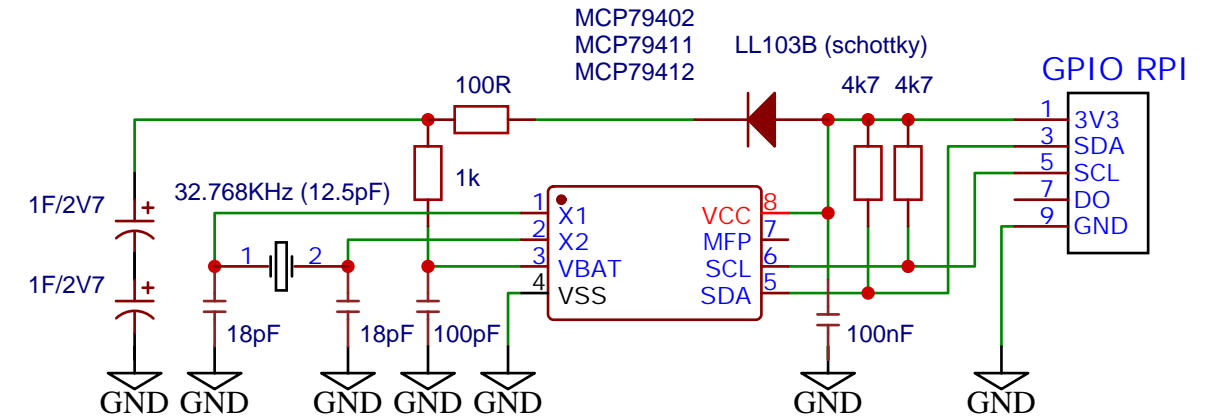 MCP79402
MCP79411
MCP79412
LL103B (schottky)
GPIO RPI
100R
4k7 4k7
1 3V3
3 SDA
5 SCL
7 DO
9 GND
1k
32.768KHz (12.5pF)
1F/2V7 +
1F/2V7 +
1 2
1 X1
2 X2
3 VBAT
4 VSS
VCC 8
MFP 7
SCL 6
SDA 5
18pF
18pF
100pF
100nF
GND GND GND GND GND GND GND